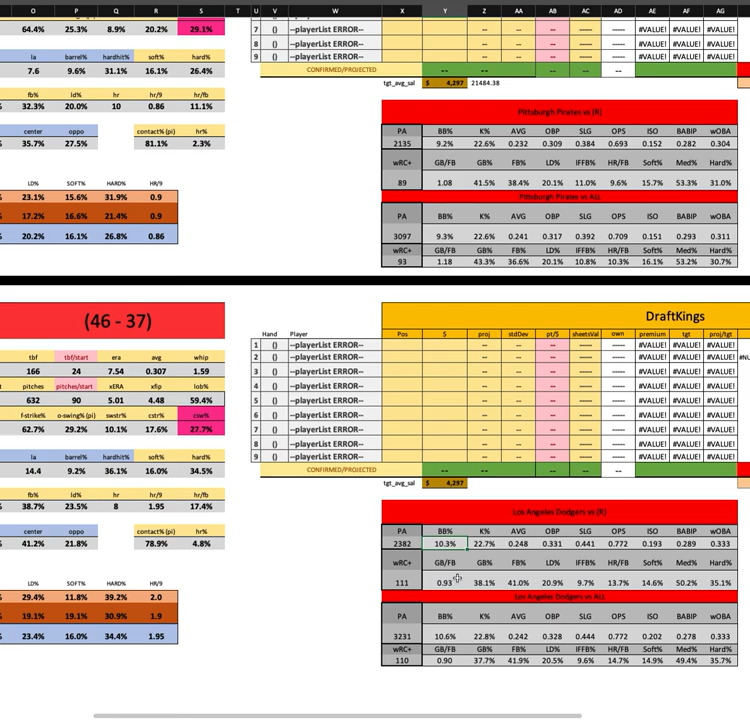 O P Q R S T U V W X Y Z AA AB AC AD AE AF AG
64.4% 25.3% 8.9% 20.2% 29.1%
7 () --playerList ERROR-- -- -- -- ----- ----- #VALUE! #VALUE! #VALUE!
8 () --playerList ERROR-- -- -- -- ----- ----- #VALUE! #VALUE! #VALUE!
9 () --playerList ERROR-- -- -- -- ----- ----- #VALUE! #VALUE! #VALUE!
CONFIRMED/PROJECTED -- -- --
tgt_avg_sal $ 4,297 21484.38
la barrel% hardhit% soft% hard%
7.6 9.6% 31.1% 16.1% 26.4%
fb% ld% hr hr/9 hr/fb
32.3% 20.0% 10 0.86 11.1%
center oppo contact% (pi) hr%
35.7% 27.5% 81.1% 2.3%
LD% SOFT% HARD% HR/9
23.1% 15.6% 31.9% 0.9
17.2% 16.6% 21.4% 0.9
20.2% 16.1% 26.8% 0.86
Pittsburgh Pirates vs (R)
PA BB% K% AVG OBP SLG OPS ISO BABIP wOBA
2135 9.2% 22.6% 0.232 0.309 0.384 0.693 0.152 0.282 0.304
wRC+ GB/FB GB% FB% LD% IFFB% HR/FB Soft% Med% Hard%
89 1.08 41.5% 38.4% 20.1% 11.0% 9.6% 15.7% 53.3% 31.0%
Pittsburgh Pirates vs ALL
PA BB% K% AVG OBP SLG OPS ISO BABIP wOBA
3097 9.3% 22.6% 0.241 0.317 0.392 0.709 0.151 0.293 0.311
wRC+ GB/FB GB% FB% LD% IFFB% HR/FB Soft% Med% Hard%
93 1.18 43.3% 36.6% 20.1% 10.8% 10.3% 16.1% 53.2% 30.7%
(46 - 37)
tbf tbf/start era avg whip
166 24 7.54 0.307 1.59
pitches pitches/start xERA xfip lob%
632 90 5.01 4.48 59.4%
f-strike% o-swing% (pi) swstr% cstr% csw%
62.7% 29.2% 10.1% 17.6% 27.7%
la barrel% hardhit% soft% hard%
14.4 9.2% 36.1% 16.0% 34.5%
fb% ld% hr hr/9 hr/fb
38.7% 23.5% 8 1.95 17.4%
center oppo contact% (pi) hr%
41.2% 21.8% 78.9% 4.8%
LD% SOFT% HARD% HR/9
29.4% 11.8% 39.2% 2.0
19.1% 19.1% 30.9% 1.9
23.4% 16.0% 34.4% 1.95
DraftKings
Hand Player Pos $ proj stdDev pt/$ sheetsVal own premium tgt proj/tgt
1 () --playerList ERROR-- -- -- -- ----- ----- #VALUE! #VALUE! #VALUE!
2 () --playerList ERROR-- -- -- -- ----- ----- #VALUE! #VALUE! #VALUE!
3 () --playerList ERROR-- -- -- -- ----- ----- #VALUE! #VALUE! #VALUE!
4 () --playerList ERROR-- -- -- -- ----- ----- #VALUE! #VALUE! #VALUE!
5 () --playerList ERROR-- -- -- -- ----- ----- #VALUE! #VALUE! #VALUE!
6 () --playerList ERROR-- -- -- -- ----- ----- #VALUE! #VALUE! #VALUE!
7 () --playerList ERROR-- -- -- -- ----- ----- #VALUE! #VALUE! #VALUE!
8 () --playerList ERROR-- -- -- -- ----- ----- #VALUE! #VALUE! #VALUE!
9 () --playerList ERROR-- -- -- -- ----- ----- #VALUE! #VALUE! #VALUE!
CONFIRMED/PROJECTED -- -- --
tgt_avg_sal $ 4,297
Los Angeles Dodgers vs (R)
PA BB% K% AVG OBP SLG OPS ISO BABIP wOBA
2382 10.3% 22.7% 0.248 0.331 0.441 0.772 0.193 0.289 0.333
wRC+ GB/FB GB% FB% LD% IFFB% HR/FB Soft% Med% Hard%
111 0.93 38.1% 41.0% 20.9% 9.7% 13.7% 14.6% 50.2% 35.1%
Los Angeles Dodgers vs ALL
PA BB% K% AVG OBP SLG OPS ISO BABIP wOBA
3231 10.6% 22.8% 0.242 0.328 0.444 0.772 0.202 0.278 0.333
wRC+ GB/FB GB% FB% LD% IFFB% HR/FB Soft% Med% Hard%
110 0.90 37.7% 41.9% 20.5% 9.6% 14.7% 14.9% 49.4% 35.7%